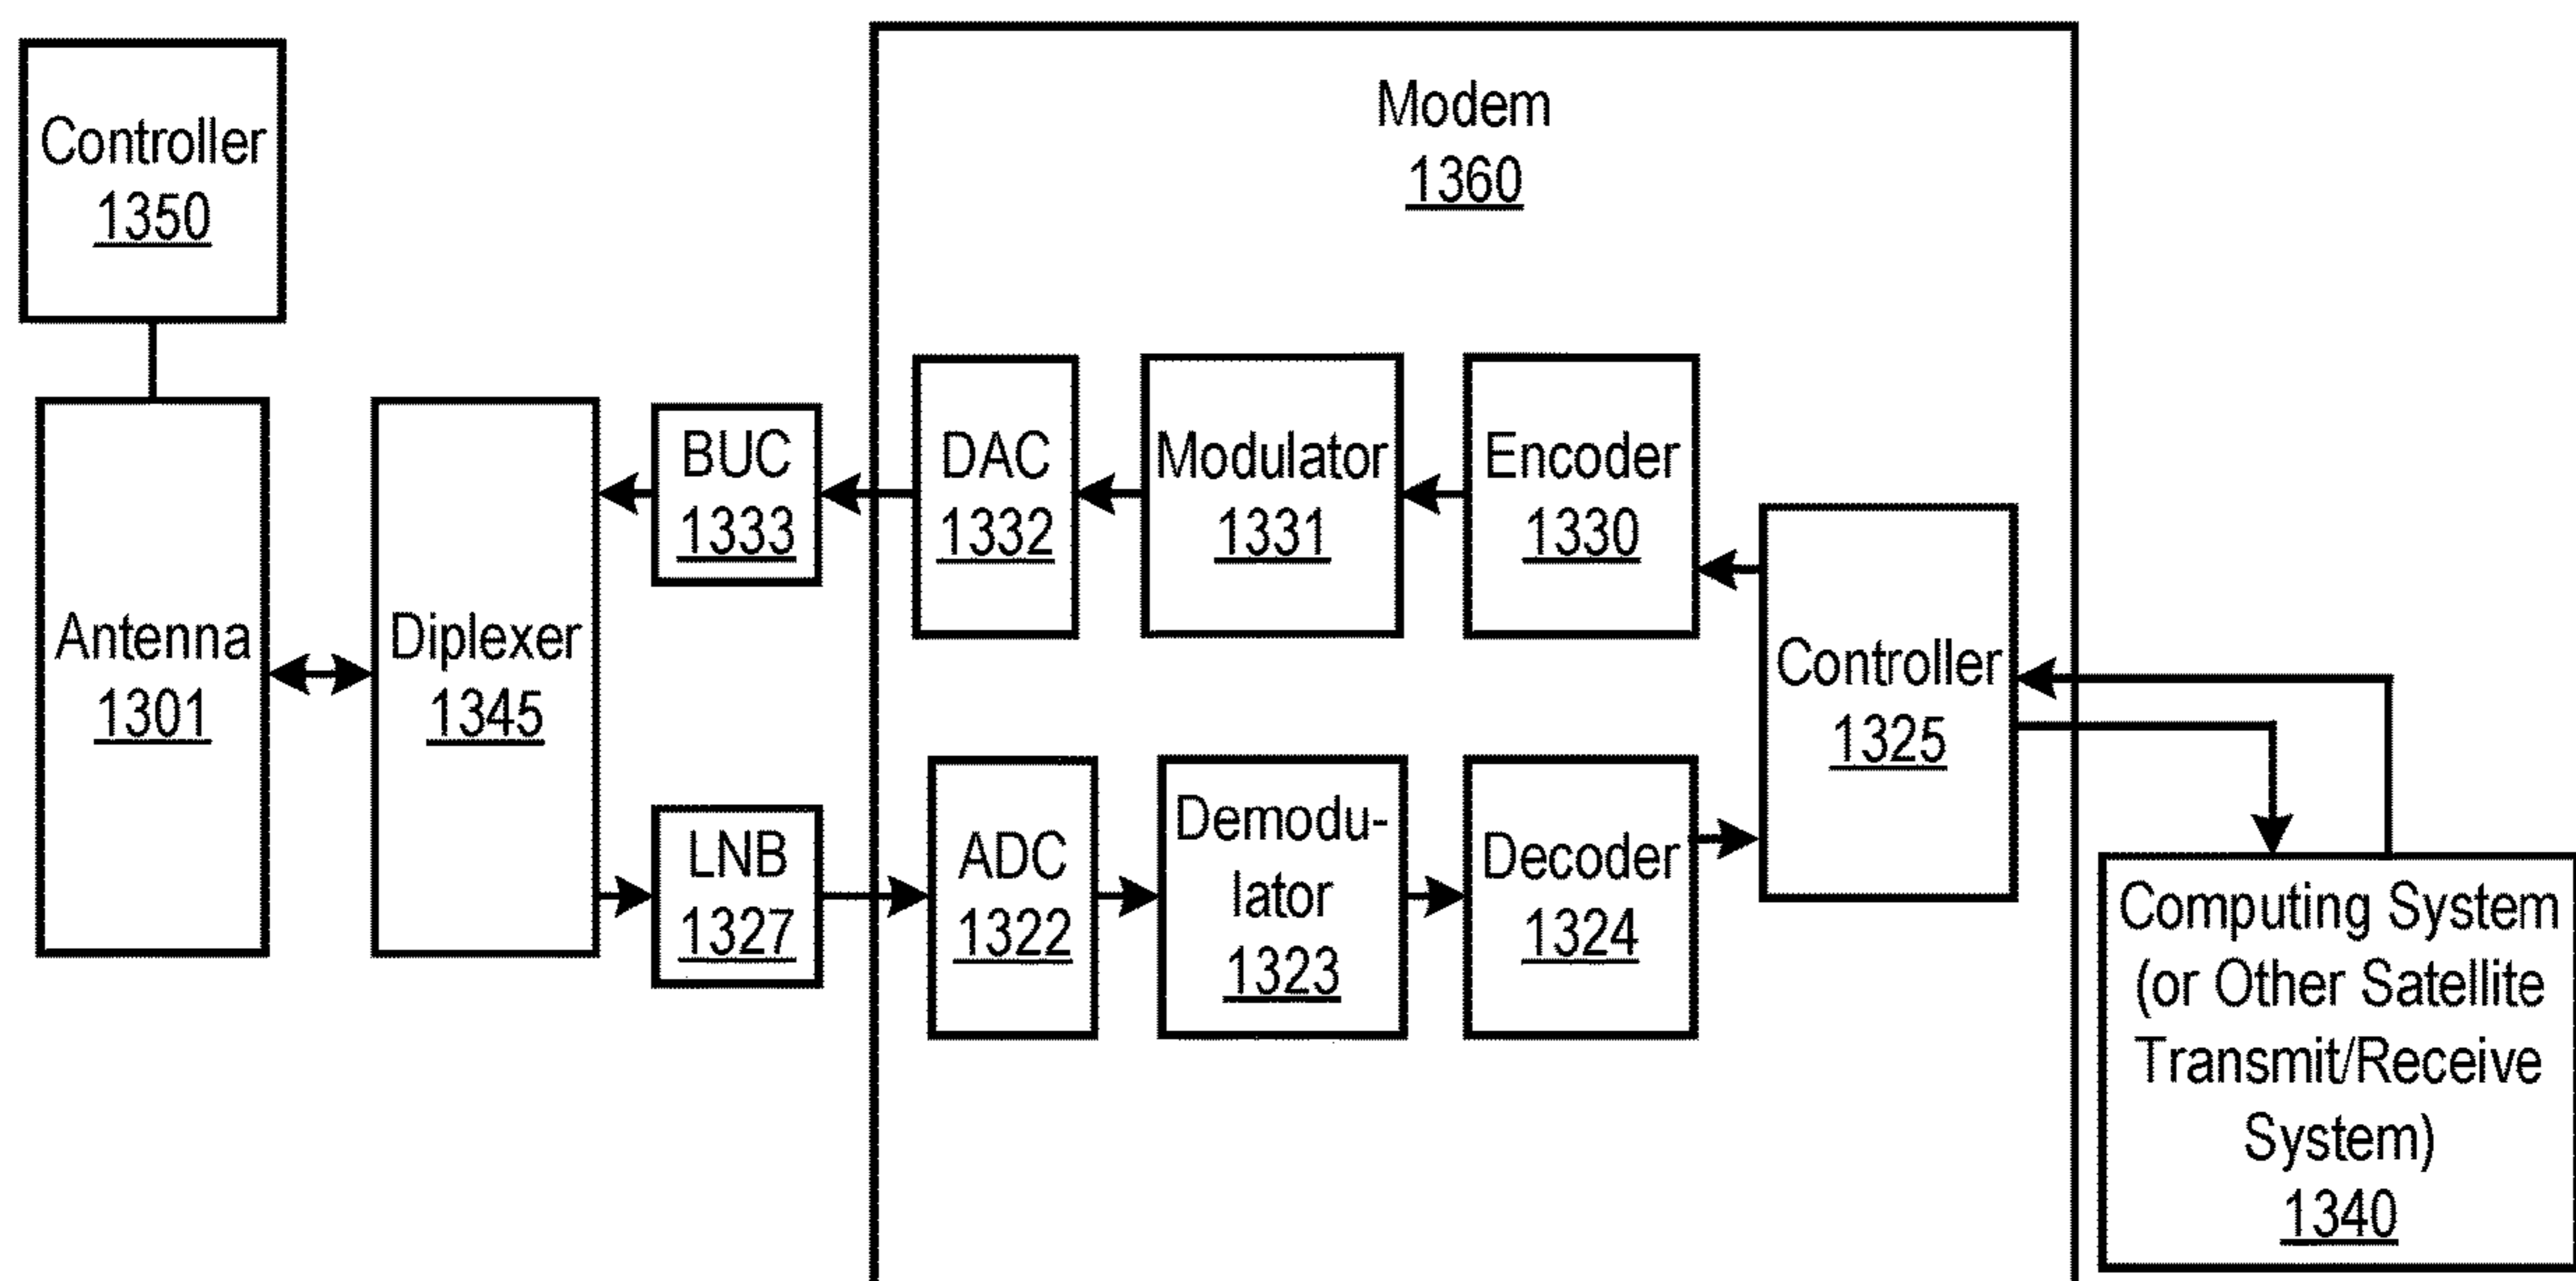 Modem
1360
Controller
1350
BUC
1333
DAC
1332
Modulator
1331
Encoder
1330
Antenna
1301
Diplexer
1345
Controller
1325
LNB
1327
ADC
1322
Demodu-
lator
1323
Decoder
1324
Computing System
(or Other Satellite
Transmit/Receive
System)
1340